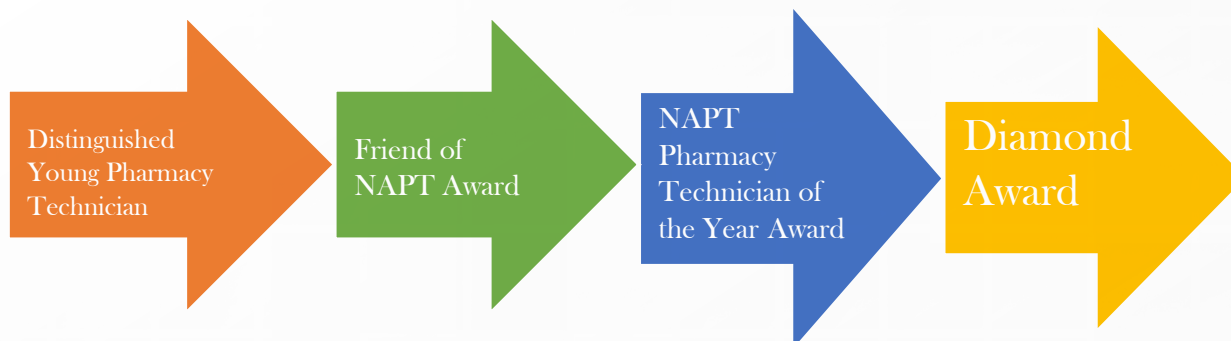 Distinguished
Young Pharmacy
Technician
Friend of
NAPT Award
NAPT
Pharmacy
Technician of
the Year Award
Diamond
Award